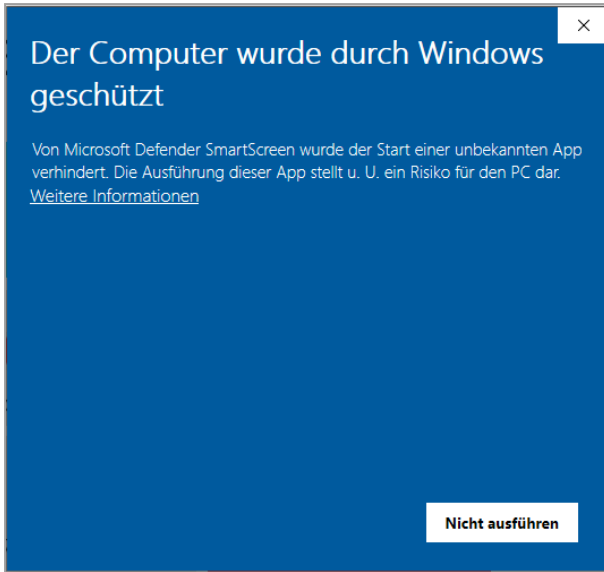 Der Computer wurde durch Windows
geschützt
Von Microsoft Defender SmartScreen wurde der Start einer unbekannten App
verhindert. Die Ausführung dieser App stellt u. U. ein Risiko für den PC dar.
Weitere Informationen
Nicht ausführen